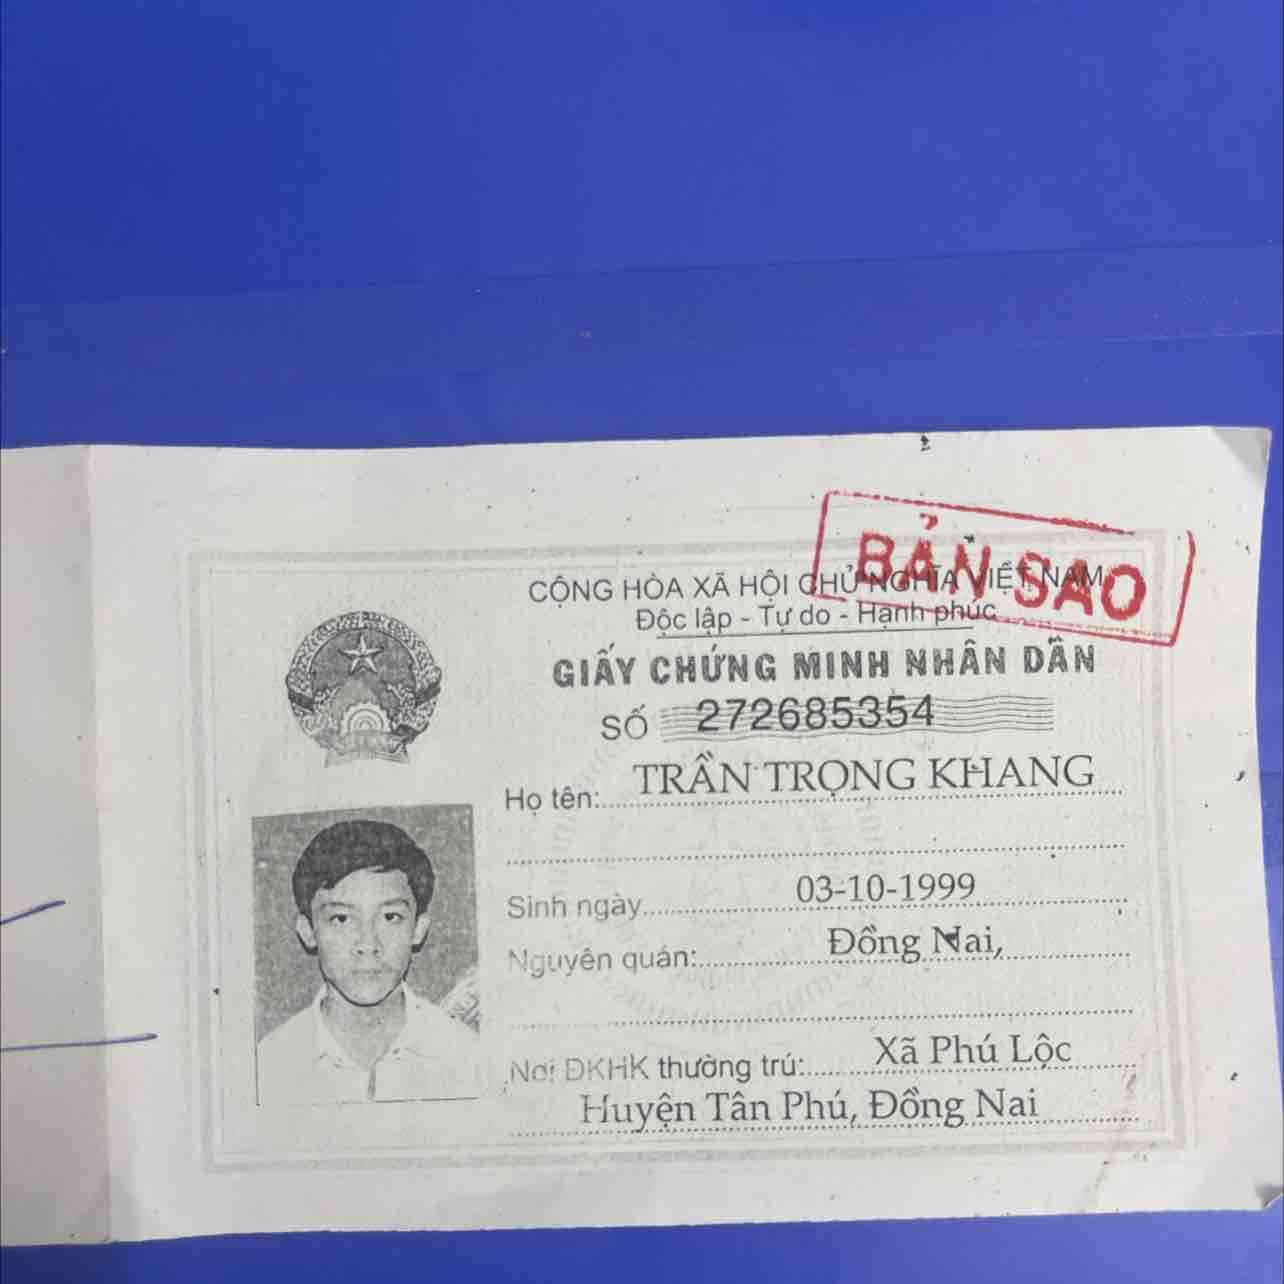 BẢN SAO
CỘNG HÒA XÃ HỘI CHỦ NGHĨA VIỆT NAM
Độc lập - Tự do - Hạnh phúc
GIẤY CHỨNG MINH NHÂN DÂN
SỐ 272685354
Họ tên: TRẦN TRỌNG KHANG
Sinh ngày 03-10-1999
Nguyên quán: Đồng Nai,
Nơi ĐKHK thường trú: Xã Phú Lộc
Huyện Tân Phú, Đồng Nai